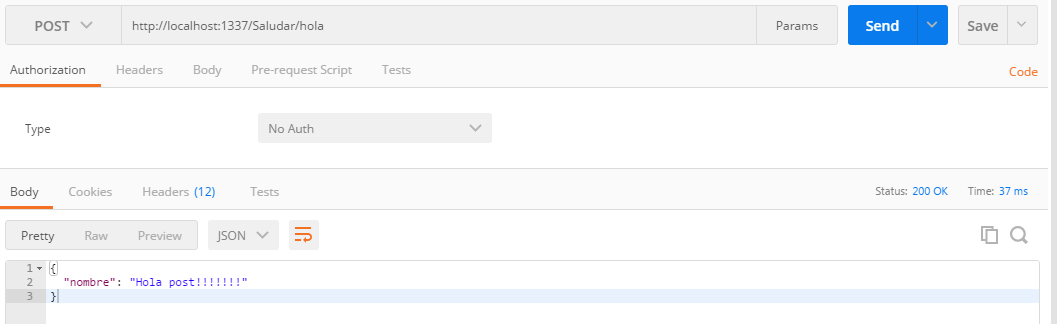 POST http://localhost:1337/Saludar/hola Params Send Save
Authorization Headers Body Pre-request Script Tests Code
Type No Auth
Body Cookies Headers (12) Tests Status: 200 OK Time: 37 ms
Pretty Raw Preview JSON
1 {
2 "nombre": "Hola post!!!!!!!"
3 }